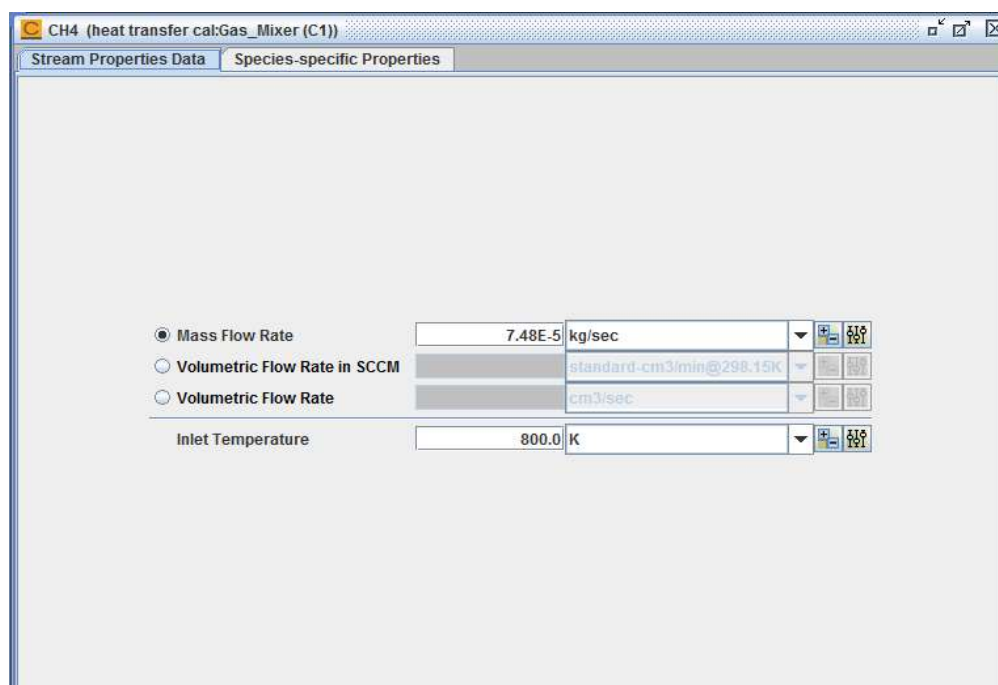 C CH4 (heat transfer cal:Gas_Mixer (C1))
Stream Properties Data Species-specific Properties
Mass Flow Rate 7.48E-5 kg/sec
Volumetric Flow Rate in SCCM standard-cm3/min@298.15K
Volumetric Flow Rate cm3/sec
Inlet Temperature 800.0 K